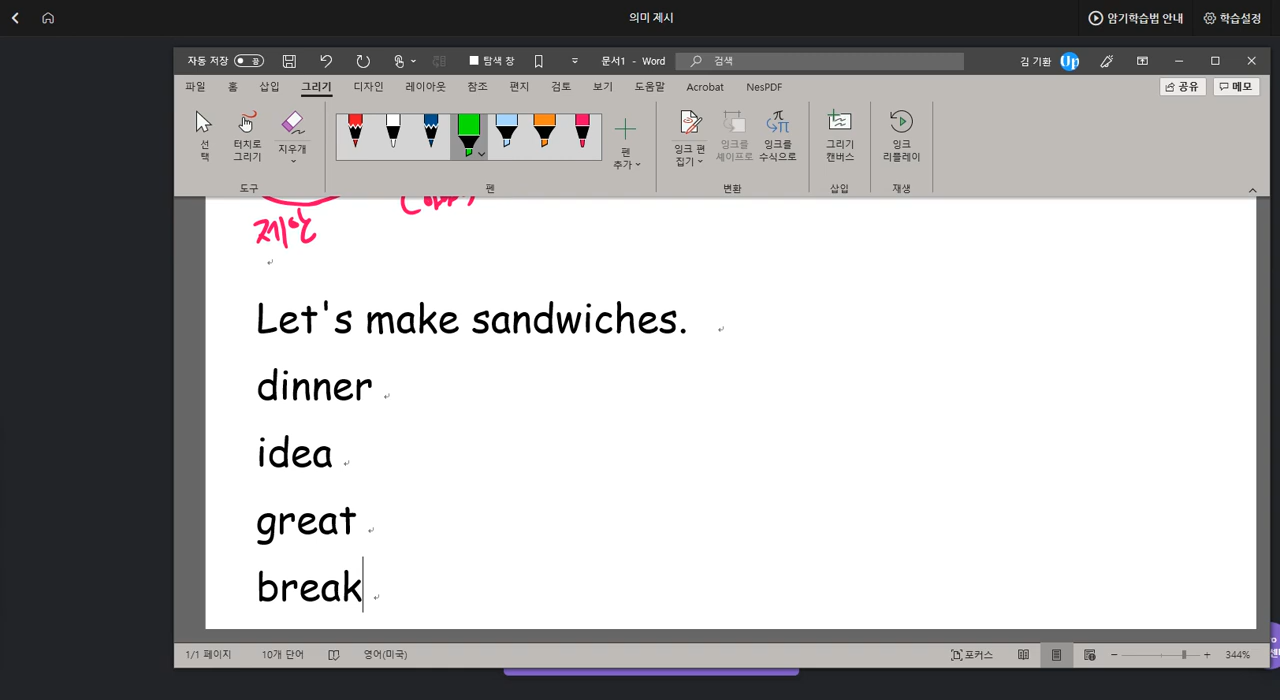 의미 제시
암기학습법 안내
학습설정
자동 저장 끔 탐색 창 문서1 - Word 검색 김 기환 Up
파일 홈 삽입 그리기 디자인 레이아웃 참조 편지 검토 보기 도움말 Acrobat NesPDF 공유 메모
선택
터치로 그리기
지우개
펜 추가
잉크 편집기
잉크를 셰이프로
잉크를 수식으로
그리기 캔버스
잉크 리플레이
도구 펜 변환 삽입 재생
제안
Let's make sandwiches.
dinner
idea
great
break
1/1 페이지 10개 단어 영어(미국) 포커스 344%